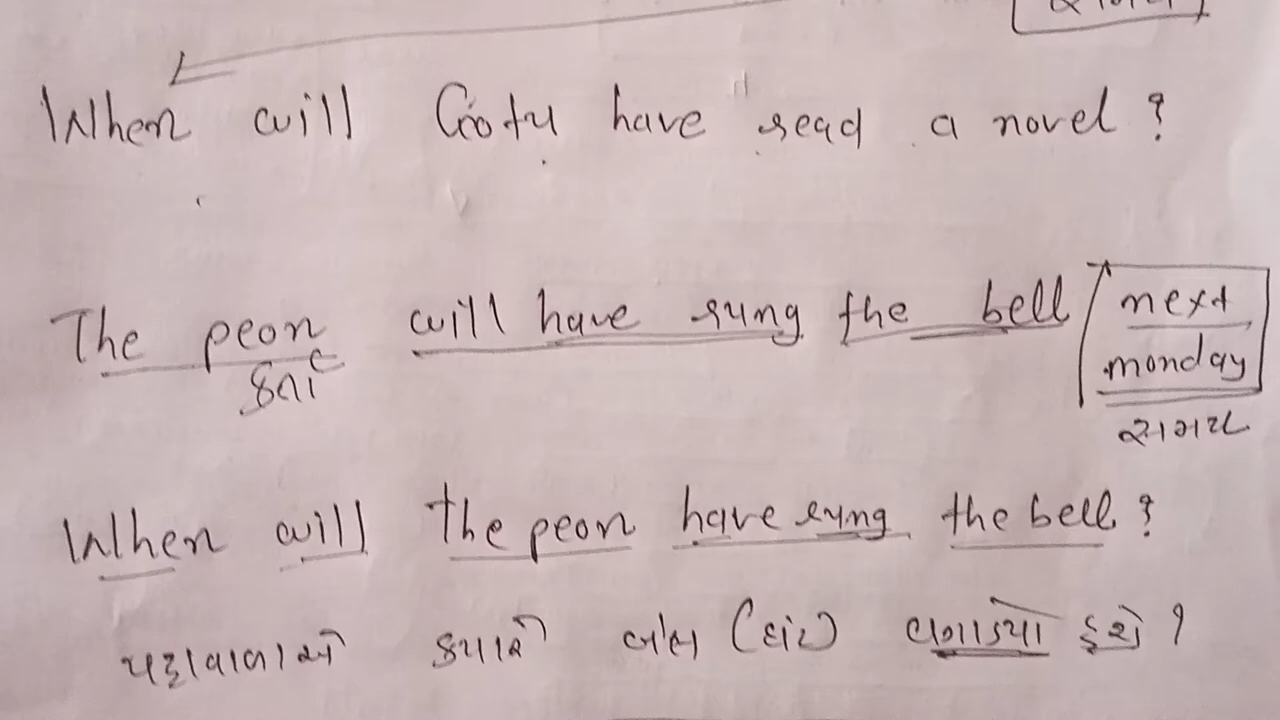 When will Gotu have read a novel ?
The peon will have rung the bell next
monday
કર્તા
સમય
When will the peon have rung the bell ?
પટ્ટાવાળાએ ક્યારે બેલ (ઘંટ) વગાડ્યો હશે ?